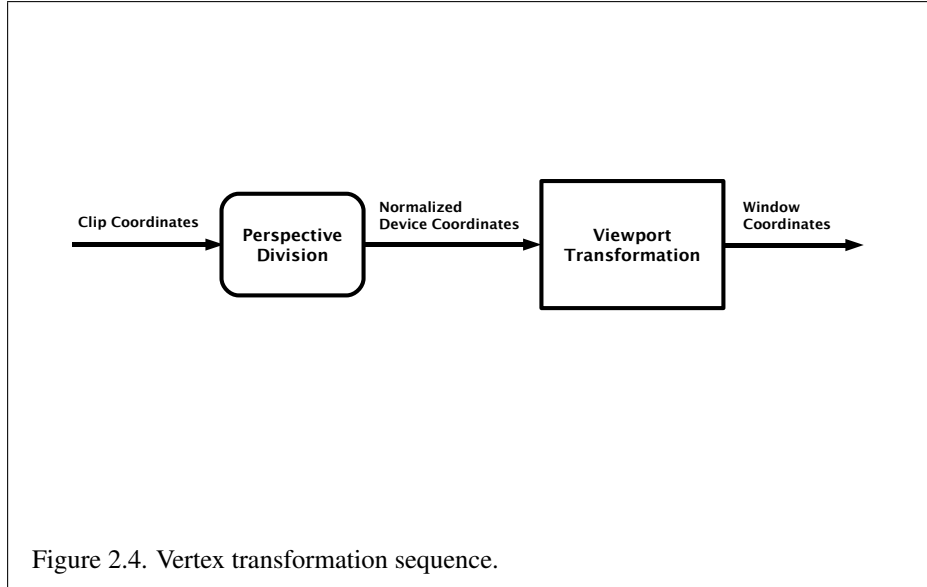 Clip Coordinates
Perspective
Division
Normalized
Device Coordinates
Viewport
Transformation
Window
Coordinates
Figure 2.4. Vertex transformation sequence.